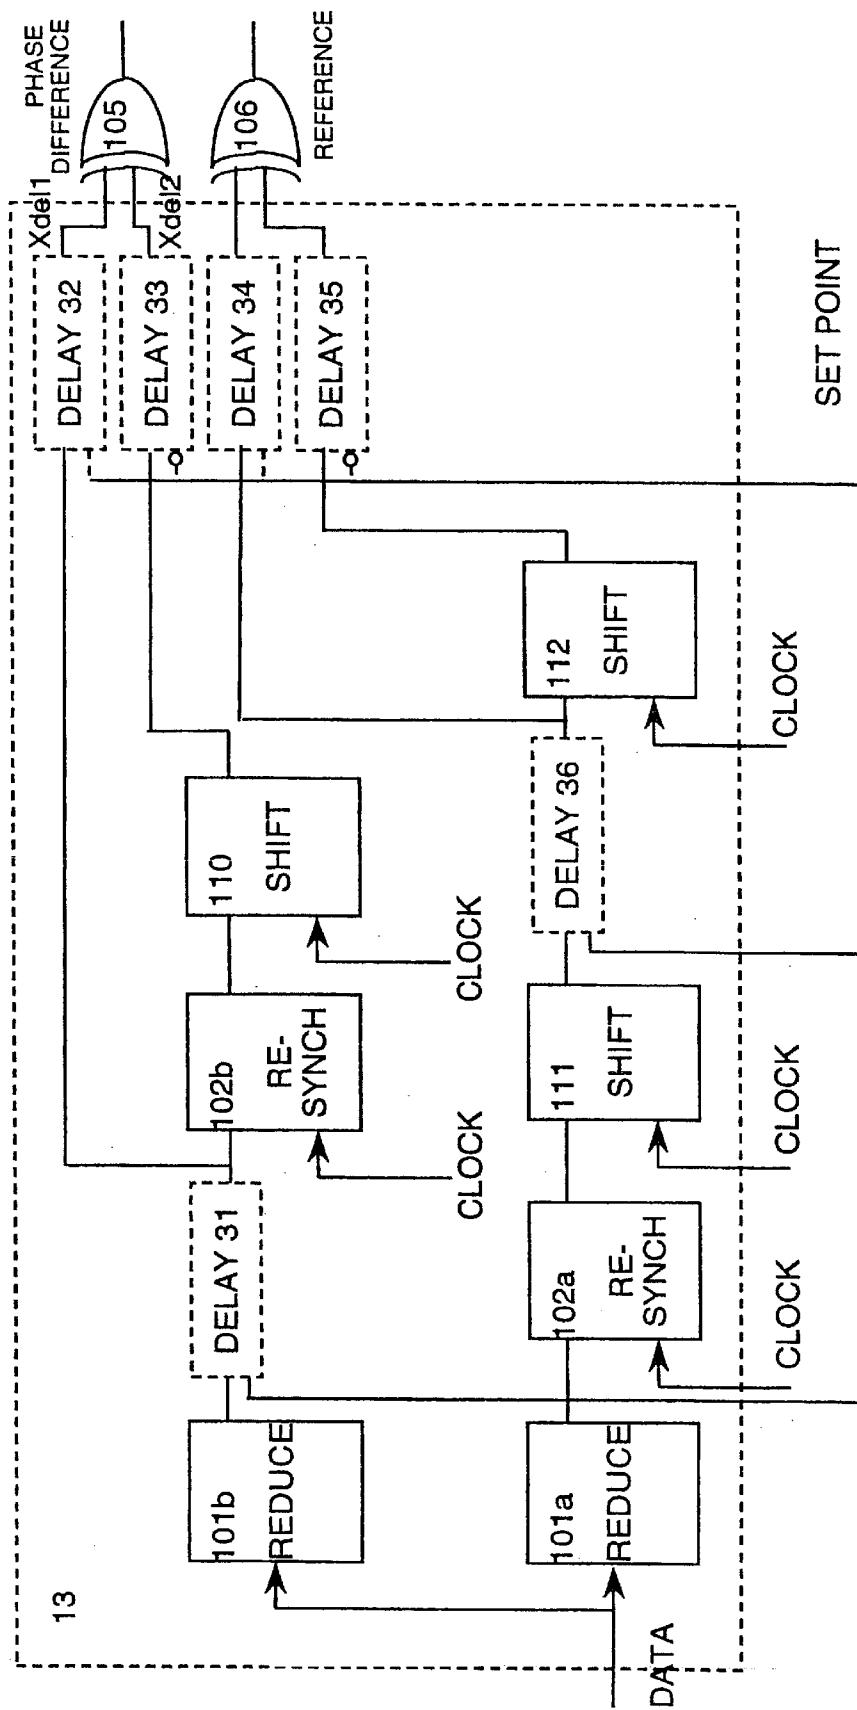 13
DATA
101b
REDUCE
101a
REDUCE
DELAY 31
102a
RE-
SYNCH
CLOCK
102b
RE-
SYNCH
CLOCK
111
SHIFT
CLOCK
110
SHIFT
CLOCK
DELAY 36
112
SHIFT
CLOCK
DELAY 32
DELAY 33
DELAY 34
DELAY 35
Xdel1
Xdel2
105
106
PHASE
DIFFERENCE
REFERENCE
SET POINT